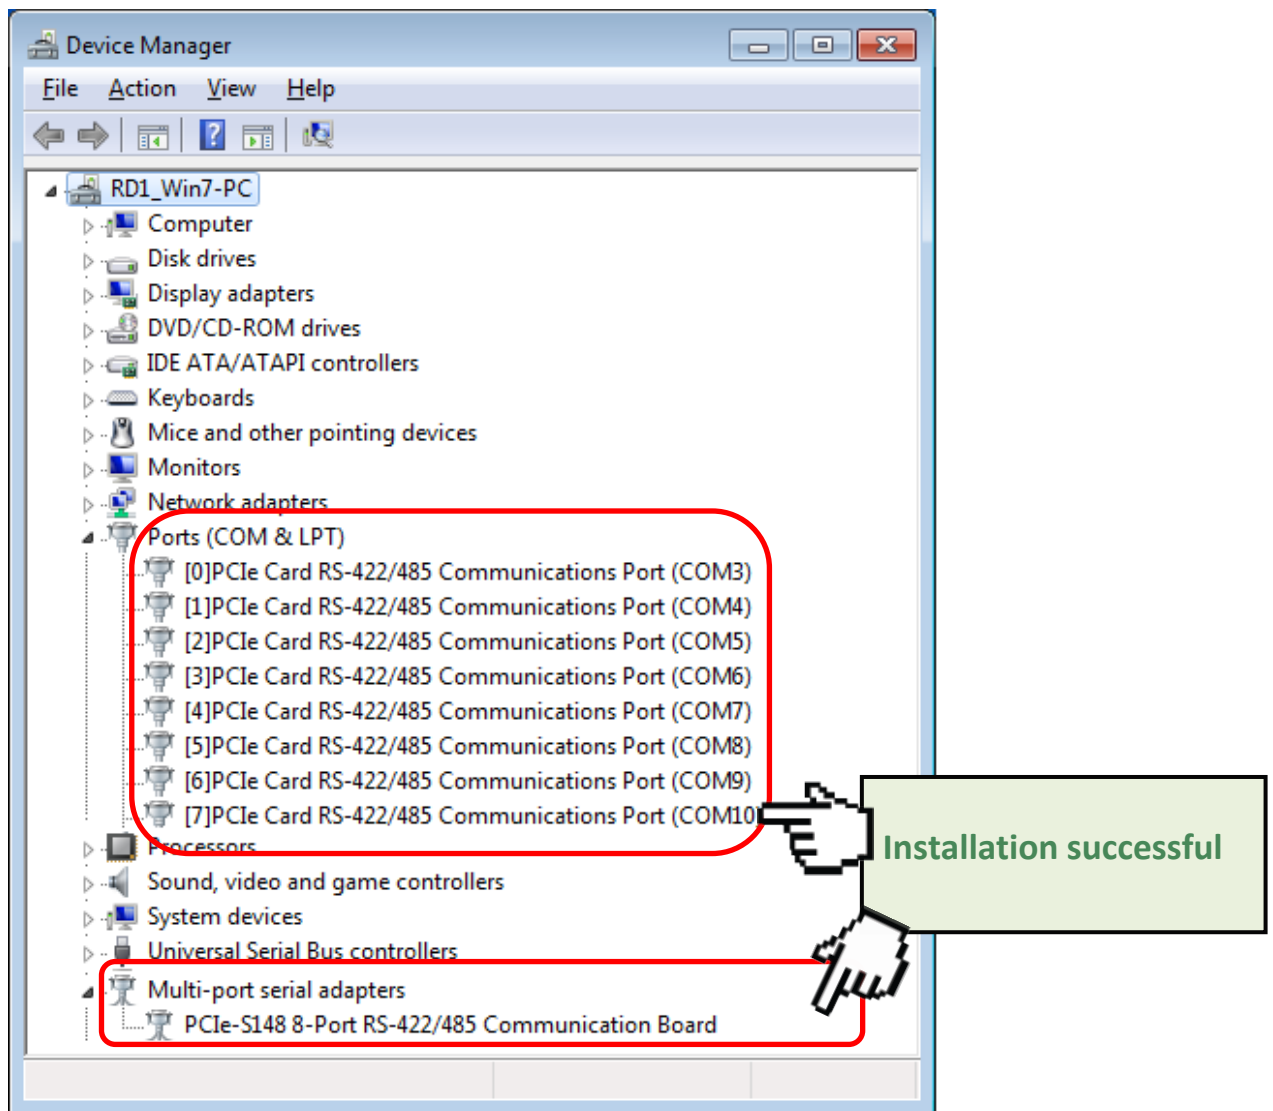 Device Manager
File Action View Help
RD1_Win7-PC
Computer
Disk drives
Display adapters
DVD/CD-ROM drives
IDE ATA/ATAPI controllers
Keyboards
Mice and other pointing devices
Monitors
Network adapters
Ports (COM & LPT)
[0]PCIe Card RS-422/485 Communications Port (COM3)
[1]PCIe Card RS-422/485 Communications Port (COM4)
[2]PCIe Card RS-422/485 Communications Port (COM5)
[3]PCIe Card RS-422/485 Communications Port (COM6)
[4]PCIe Card RS-422/485 Communications Port (COM7)
[5]PCIe Card RS-422/485 Communications Port (COM8)
[6]PCIe Card RS-422/485 Communications Port (COM9)
[7]PCIe Card RS-422/485 Communications Port (COM10)
Installation successful
Processors
Sound, video and game controllers
System devices
Universal Serial Bus controllers
Multi-port serial adapters
PCIe-S148 8-Port RS-422/485 Communication Board